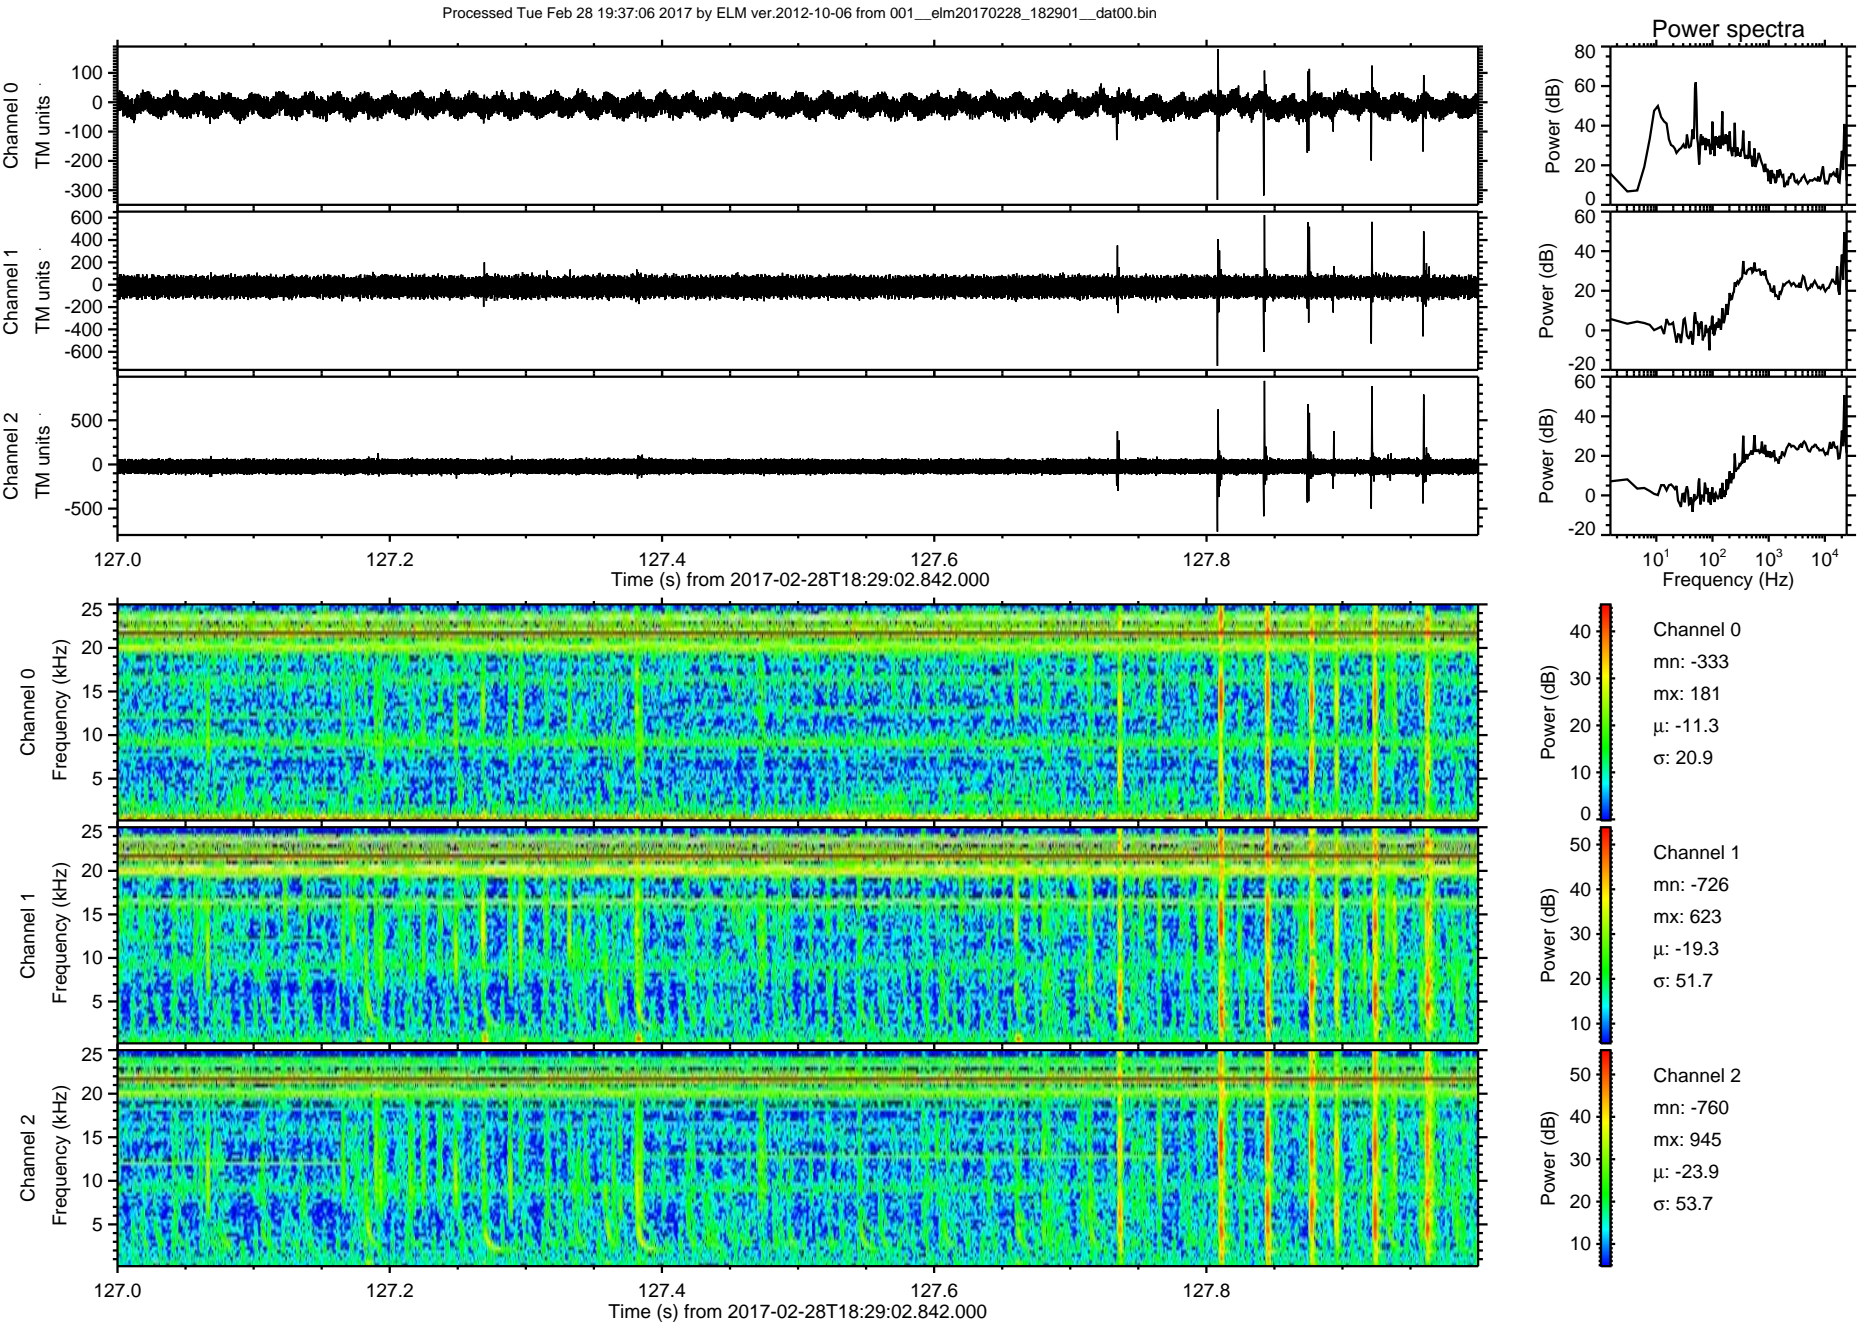 Processed Tue Feb 28 19:37:06 2017 by ELM ver.2012-10-06 from 001__elm20170228_182901__dat00.bin
Power spectra
Channel 0
TM units
100
0
-100
-200
-300
Power (dB)
80
60
40
20
0
Channel 1
TM units
600
400
200
0
-200
-400
-600
Power (dB)
60
40
20
0
-20
Channel 2
TM units
500
0
-500
Power (dB)
60
40
20
0
-20
127.0
127.2
127.4
127.6
127.8
Time (s) from 2017-02-28T18:29:02.842.000
10^1
10^2
10^3
10^4
Frequency (Hz)
Channel 0
Frequency (kHz)
25
20
15
10
5
Power (dB)
40
30
20
10
0
Channel 0
mn: -333
mx: 181
μ: -11.3
σ: 20.9
Channel 1
Frequency (kHz)
25
20
15
10
5
Power (dB)
50
40
30
20
10
Channel 1
mn: -726
mx: 623
μ: -19.3
σ: 51.7
Channel 2
Frequency (kHz)
25
20
15
10
5
Power (dB)
50
40
30
20
10
Channel 2
mn: -760
mx: 945
μ: -23.9
σ: 53.7
127.0
127.2
127.4
127.6
127.8
Time (s) from 2017-02-28T18:29:02.842.000